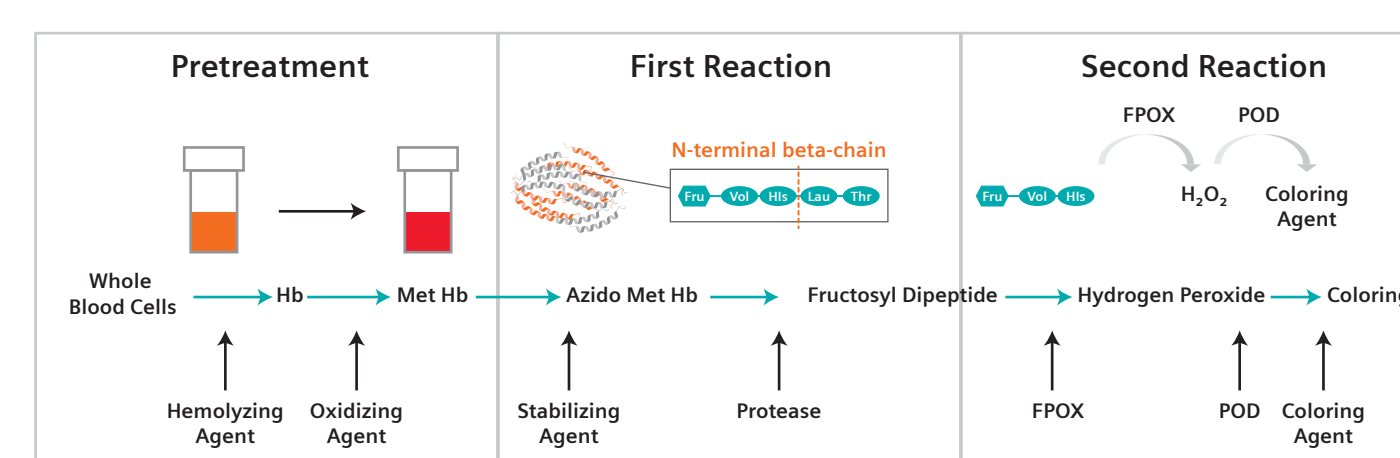 Pretreatment
First Reaction
Second Reaction
FPOX
POD
N-terminal beta-chain
Fru
Vol
HIs
Lau
Thr
Fru
Vol
HIs
H₂O₂
Coloring
Agent
Whole
Blood Cells
Hb
Met Hb
Azido Met Hb
Fructosyl Dipeptide
Hydrogen Peroxide
Coloring
Hemolyzing
Agent
Oxidizing
Agent
Stabilizing
Agent
Protease
FPOX
POD
Coloring
Agent